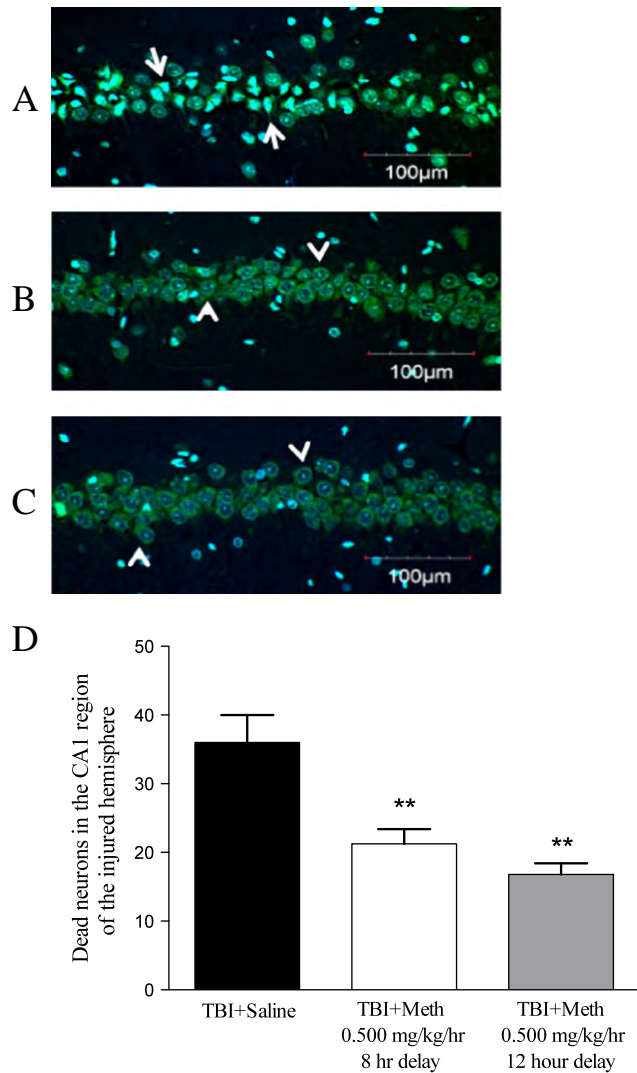 A
100µm
B
100µm
C
100µm
D
Dead neurons in the CA1 region
of the injured hemisphere
50
40
30
20
10
0
**
**
TBI+Saline
TBI+Meth
0.500 mg/kg/hr
8 hr delay
TBI+Meth
0.500 mg/kg/hr
12 hour delay